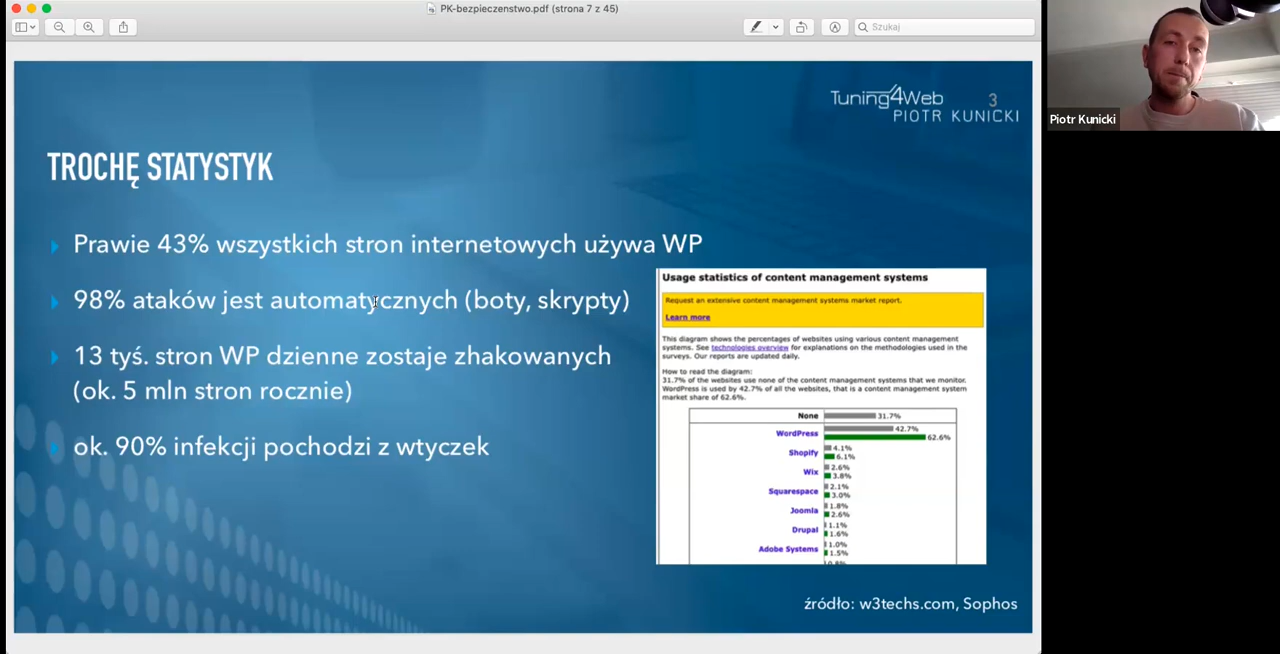 PK-bezpieczenstwo.pdf (strona 7 z 45)
Szukaj
Tuning4Web
3
PIOTR KUNICKI
Piotr Kunicki
TROCHĘ STATYSTYK
Prawie 43% wszystkich stron internetowych używa WP
98% ataków jest automatycznych (boty, skrypty)
13 tyś. stron WP dzienne zostaje zhakowanych
(ok. 5 mln stron rocznie)
ok. 90% infekcji pochodzi z wtyczek
Usage statistics of content management systems
Request an extensive content management systems market report.
Learn more
This diagram shows the percentages of websites using various content management
systems. See technologies overview for explanations on the methodologies used in the
surveys. Our reports are updated daily.
How to read the diagram:
31.7% of the websites use none of the content management systems that we monitor.
WordPress is used by 42.7% of all the websites, that is a content management system
market share of 62.6%.
None 31.7%
WordPress 42.7%
62.6%
Shopify 4.1%
6.1%
Wix 2.6%
3.8%
Squarespace 2.1%
3.0%
Joomla 1.8%
2.6%
Drupal 1.1%
1.6%
Adobe Systems 1.0%
1.5%
źródło: w3techs.com, Sophos